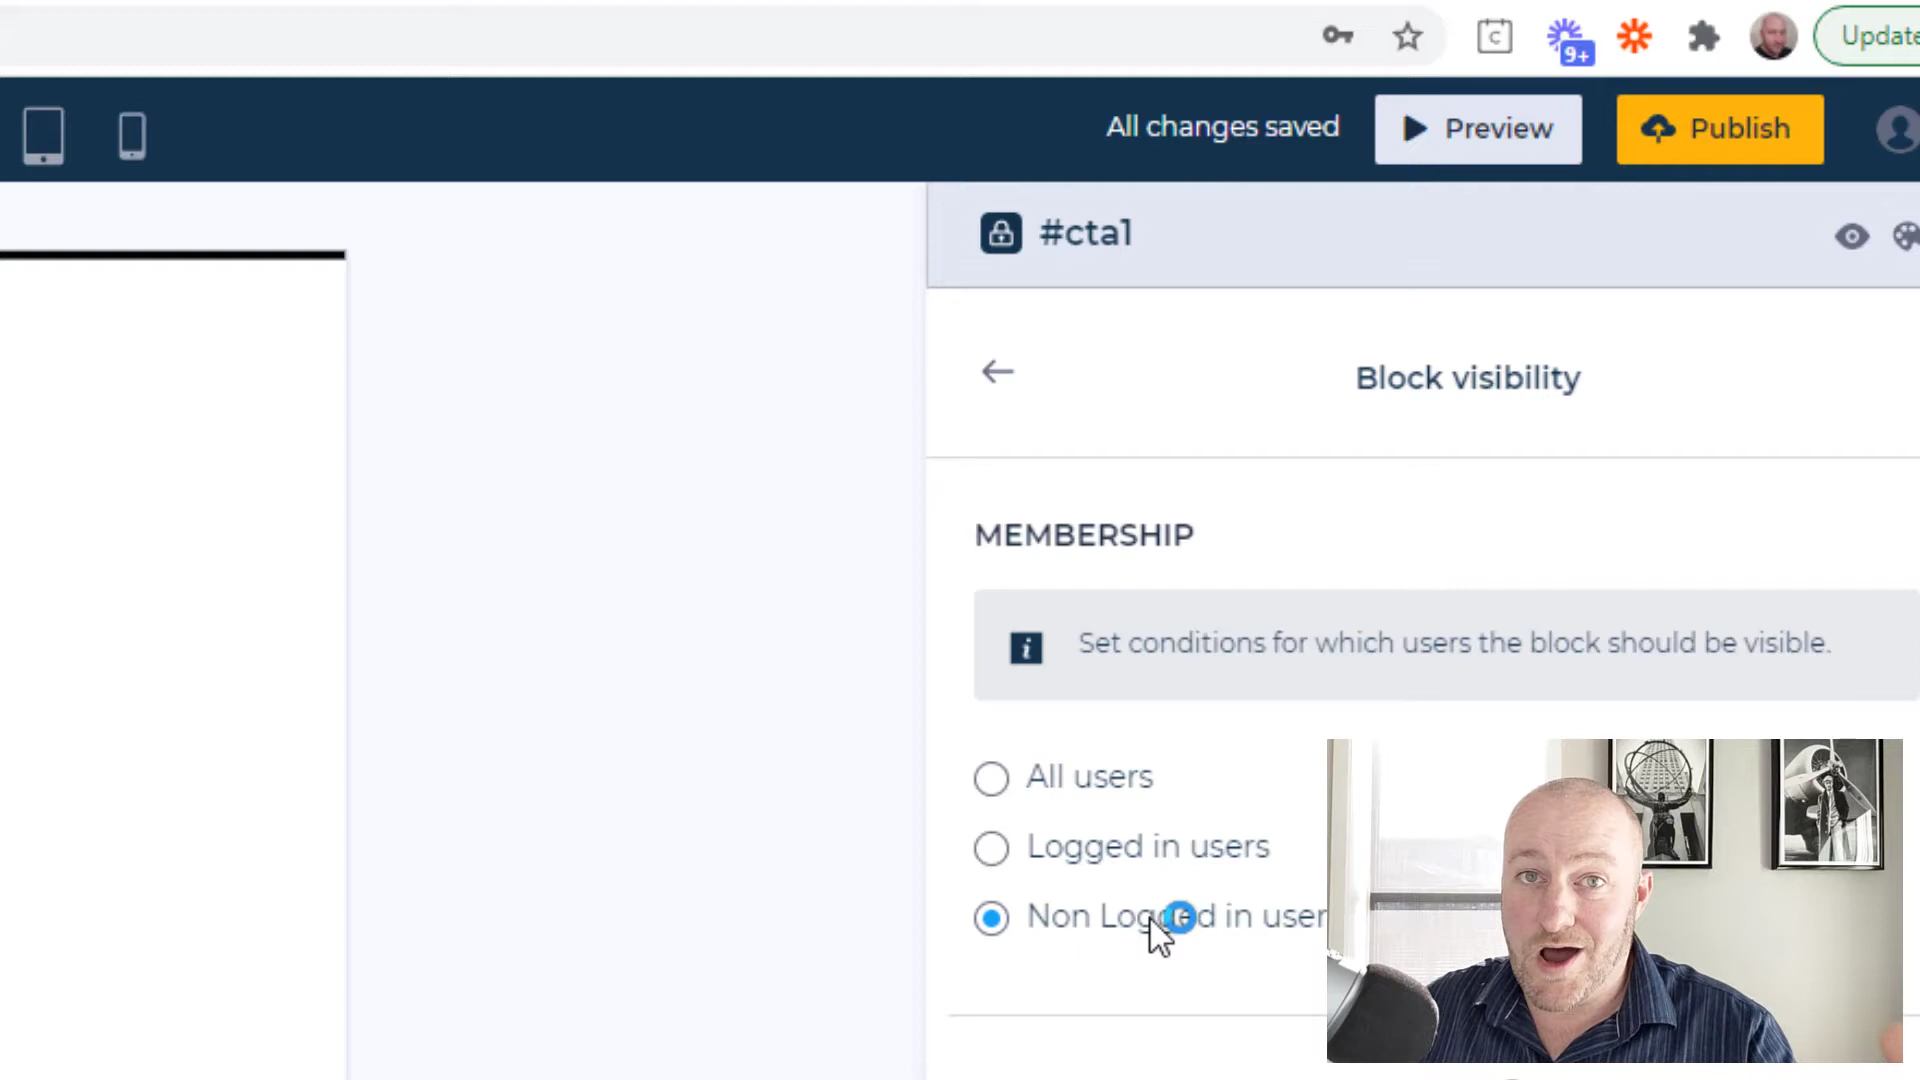 C
9+
Update
All changes saved
Preview
Publish
#cta1
Block visibility
MEMBERSHIP
i Set conditions for which users the block should be visible.
All users
Logged in users
Non Logged in user